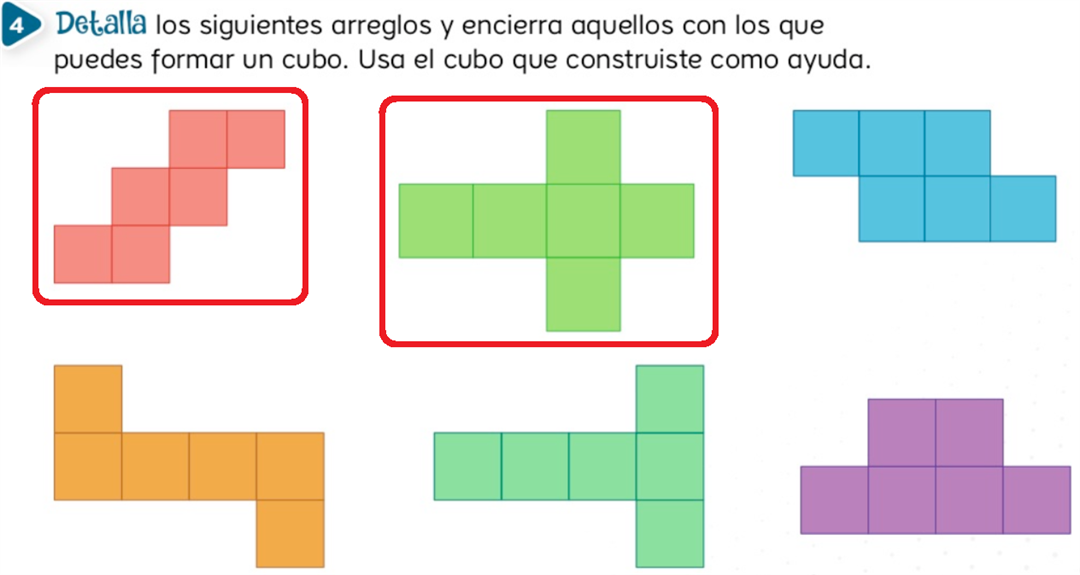 4 Detalla los siguientes arreglos y encierra aquellos con los que
puedes formar un cubo. Usa el cubo que construiste como ayuda.